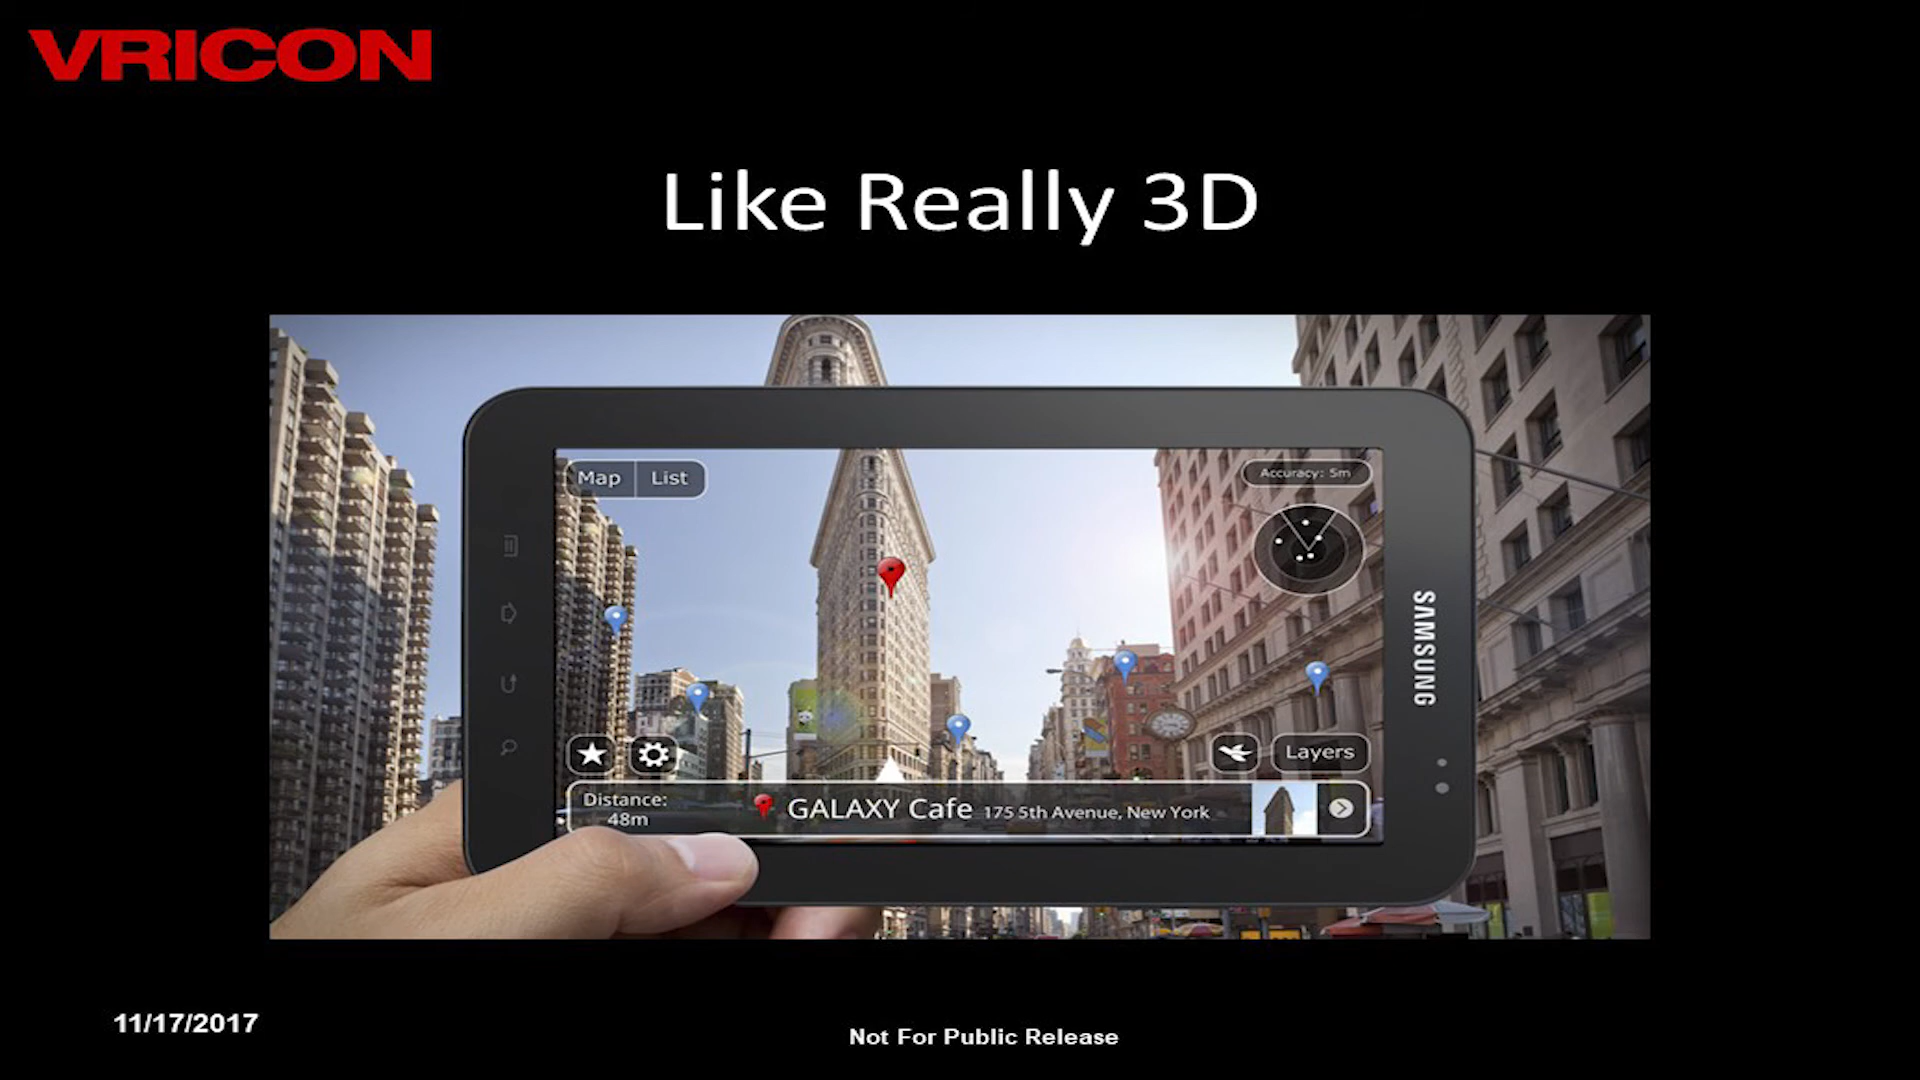 VRICON
Like Really 3D
Map List
Accuracy: 5m
SAMSUNG
Layers
Distance:
48m
GALAXY Cafe 175 5th Avenue, New York
11/17/2017
Not For Public Release